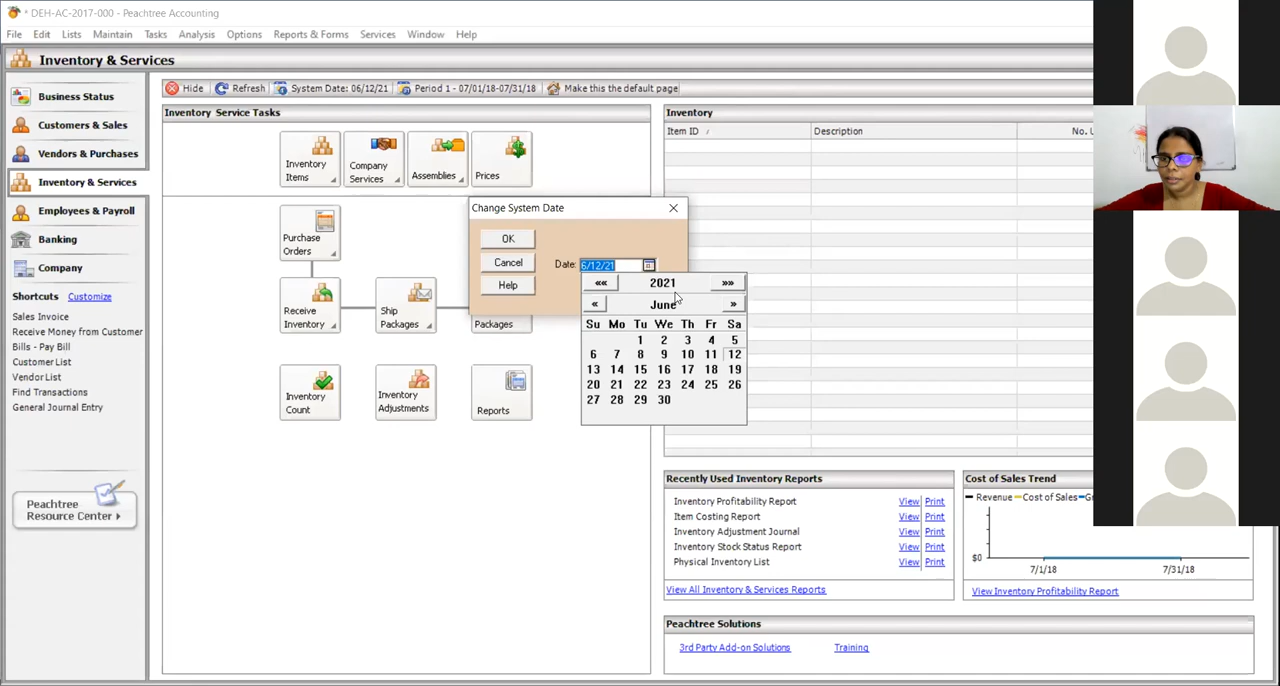 * DEH-AC-2017-000 - Peachtree Accounting
File Edit Lists Maintain Tasks Analysis Options Reports & Forms Services Window Help
Inventory & Services
Business Status
Customers & Sales
Vendors & Purchases
Inventory & Services
Employees & Payroll
Banking
Company
Shortcuts Customize
Sales Invoice
Receive Money from Customer
Bills - Pay Bill
Customer List
Vendor List
Find Transactions
General Journal Entry
Peachtree
Resource Center
Hide Refresh System Date: 06/12/21 Period 1 - 07/01/18-07/31/18 Make this the default page
Inventory Service Tasks
Inventory
Items
Company
Services
Assemblies
Prices
Purchase
Orders
Receive
Inventory
Ship
Packages
Packages
Inventory
Count
Inventory
Adjustments
Reports
Change System Date
OK
Cancel
Help
Date: 6/12/21
«« 2021 »»
« June »
Su Mo Tu We Th Fr Sa
1 2 3 4 5
6 7 8 9 10 11 12
13 14 15 16 17 18 19
20 21 22 23 24 25 26
27 28 29 30
Inventory
Item ID / Description No. U
Recently Used Inventory Reports
Inventory Profitability Report View Print
Item Costing Report View Print
Inventory Adjustment Journal View Print
Inventory Stock Status Report View Print
Physical Inventory List View Print
View All Inventory & Services Reports
Cost of Sales Trend
Revenue Cost of Sales
$0
7/1/18 7/31/18
View Inventory Profitability Report
Peachtree Solutions
3rd Party Add-on Solutions Training